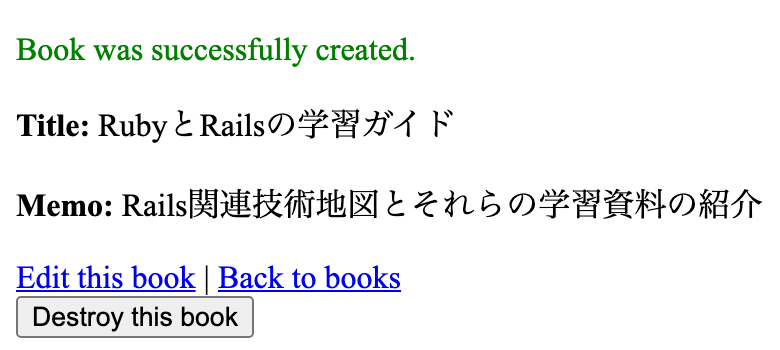 Book was successfully created.
Title: RubyとRailsの学習ガイド
Memo: Rails関連技術地図とそれらの学習資料の紹介
Edit this book | Back to books
Destroy this book